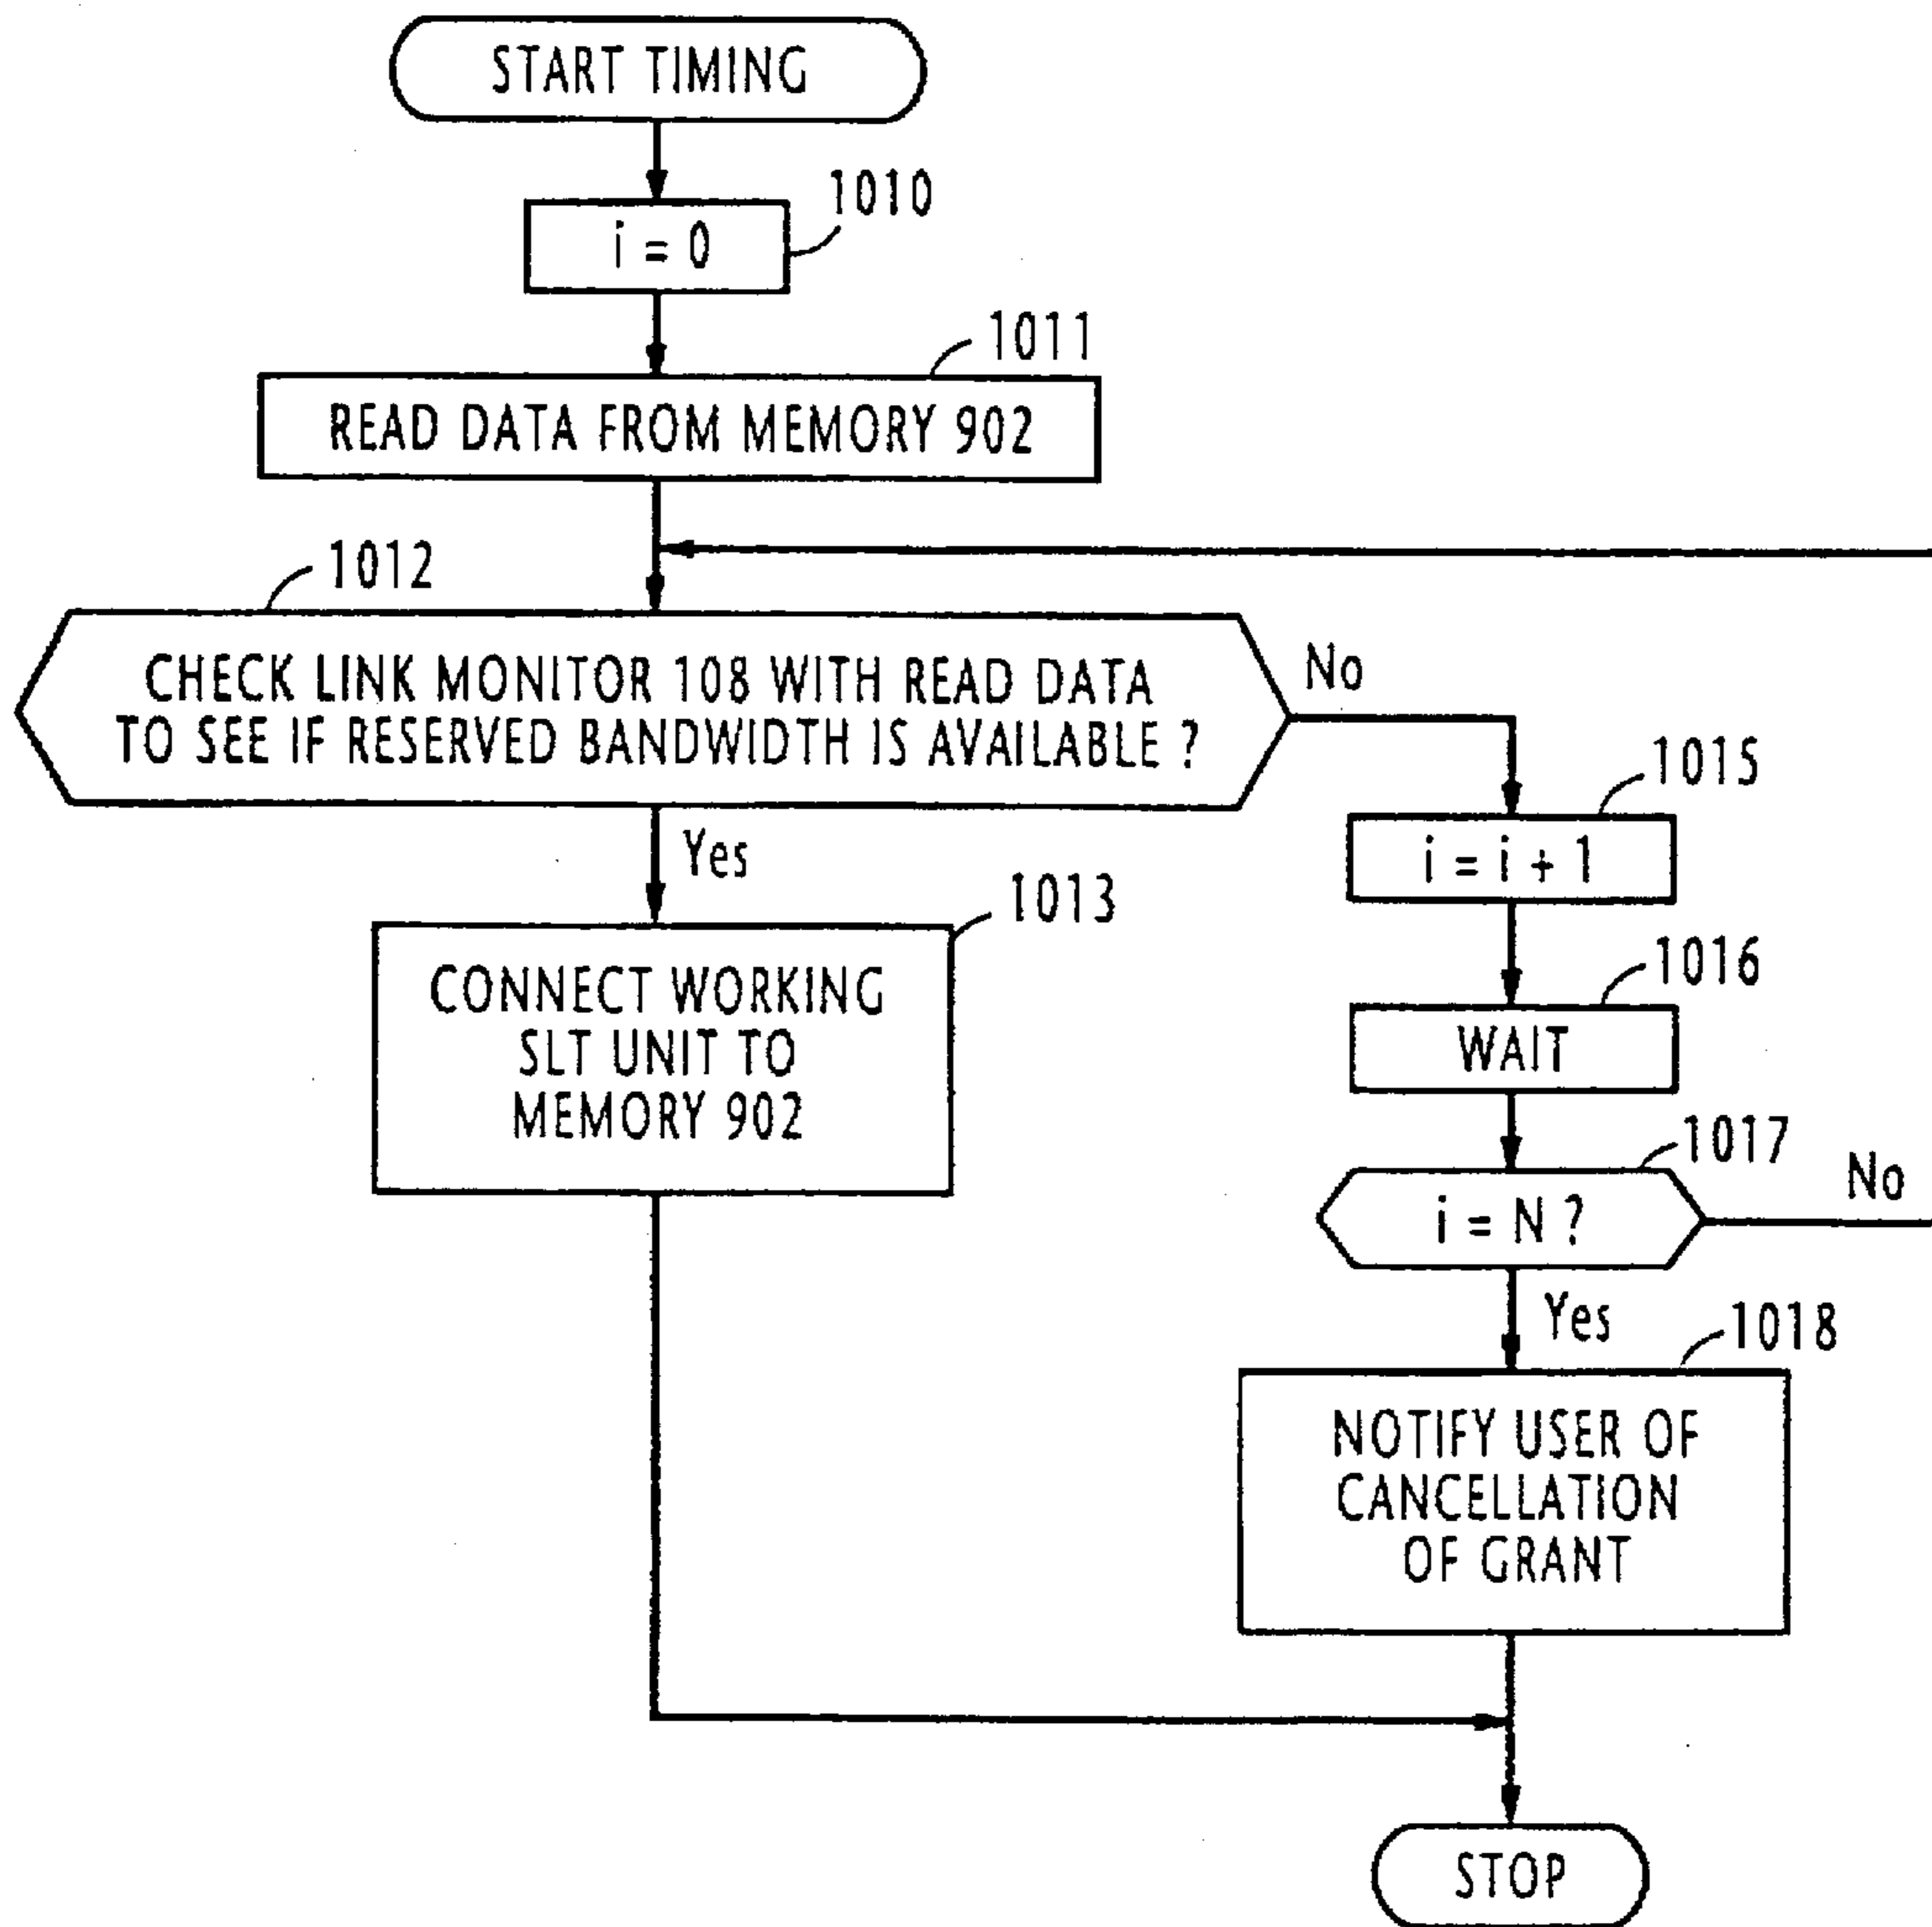 START TIMING
1010
i = 0
1011
READ DATA FROM MEMORY 902
1012
CHECK LINK MONITOR 108 WITH READ DATA
TO SEE IF RESERVED BANDWIDTH IS AVAILABLE ?
No
Yes
1015
i = i + 1
1013
CONNECT WORKING
SLT UNIT TO
MEMORY 902
1016
WAIT
1017
i = N ?
No
Yes
1018
NOTIFY USER OF
CANCELLATION
OF GRANT
STOP